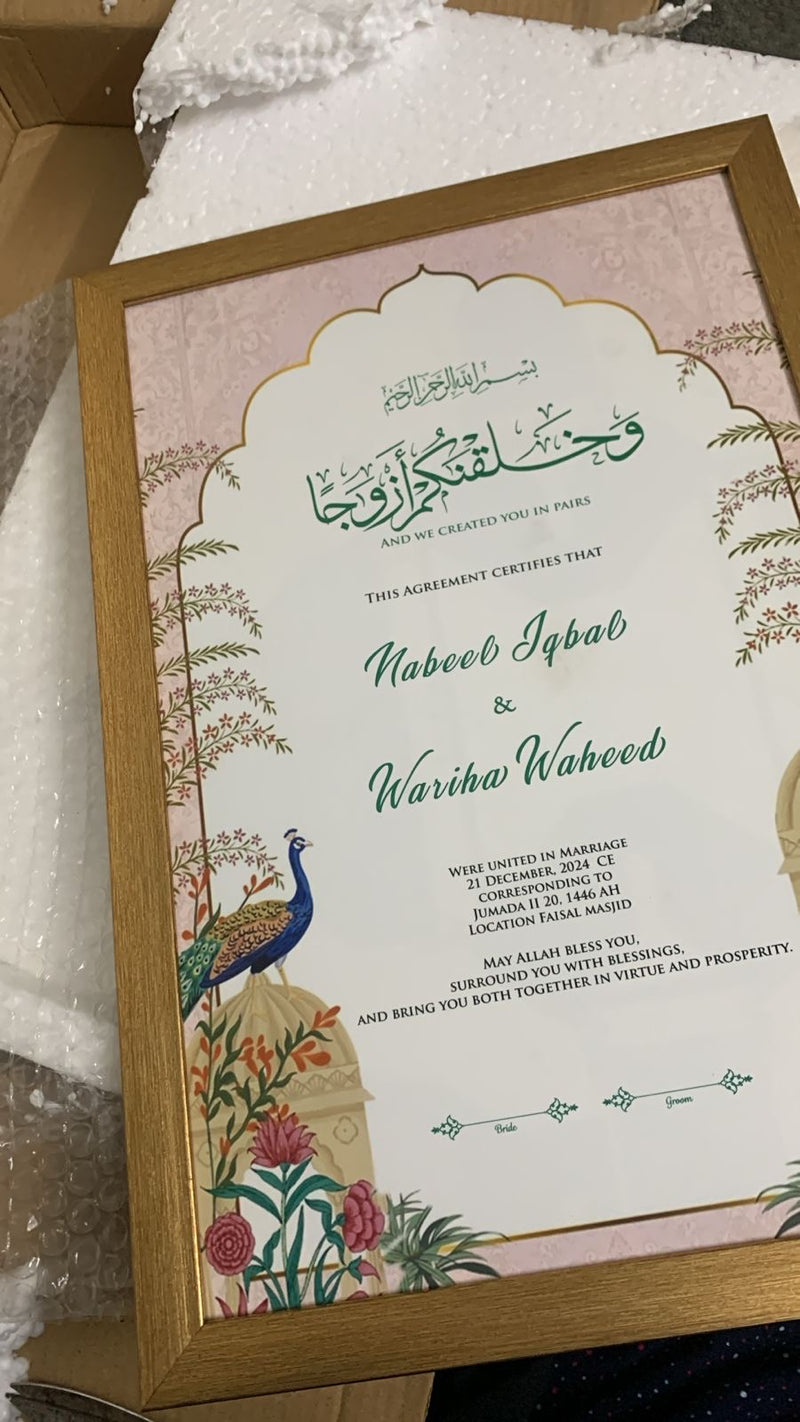 بسم الله الرحمن الرحيم
وَخَلَقْنَٰكُمْ أَزْوَٰجًا
AND WE CREATED YOU IN PAIRS
THIS AGREEMENT CERTIFIES THAT
Nabeel Iqbal
&
Wariha Waheed
WERE UNITED IN MARRIAGE
21 DECEMBER, 2024 CE
CORRESPONDING TO
JUMADA II 20, 1446 AH
LOCATION FAISAL MASJID
MAY ALLAH BLESS YOU,
SURROUND YOU WITH BLESSINGS,
AND BRING YOU BOTH TOGETHER IN VIRTUE AND PROSPERITY.
Bride Groom